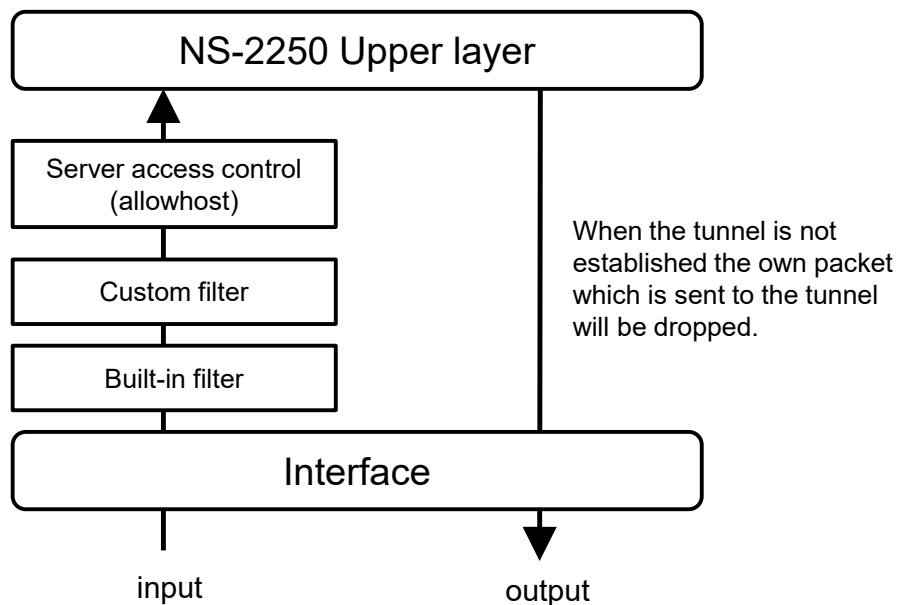 NS-2250 Upper layer
Server access control
(allowhost)
Custom filter
Built-in filter
When the tunnel is not
established the own packet
which is sent to the tunnel
will be dropped.
Interface
input
output